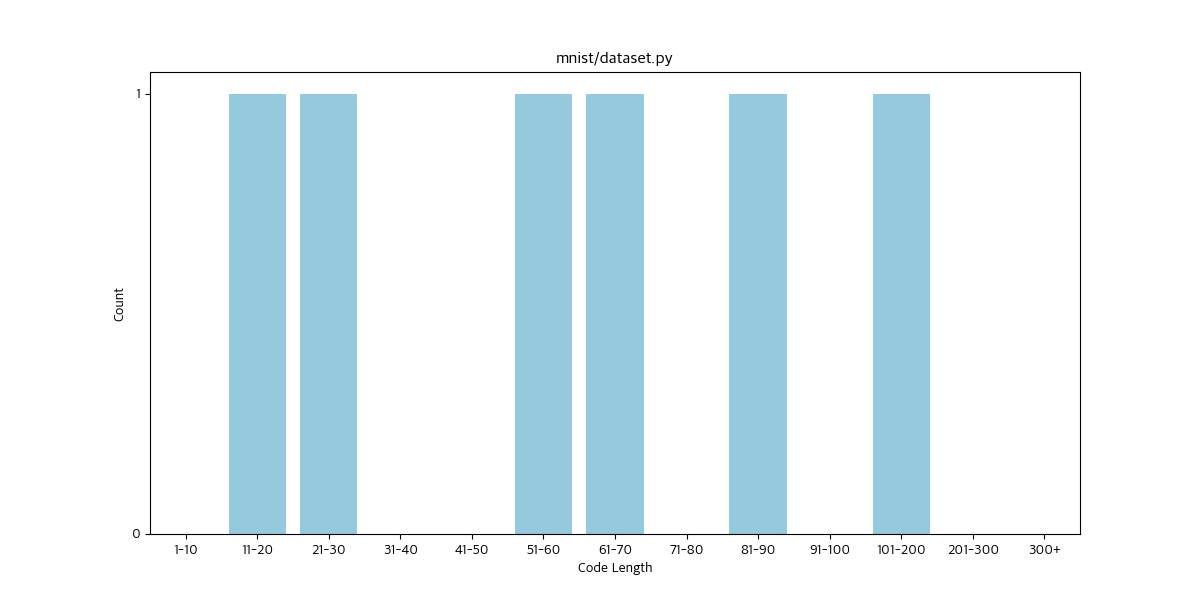 mnist/dataset.py
1
0
Count
1-10 11-20 21-30 31-40 41-50 51-60 61-70 71-80 81-90 91-100 101-200 201-300 300+
Code Length